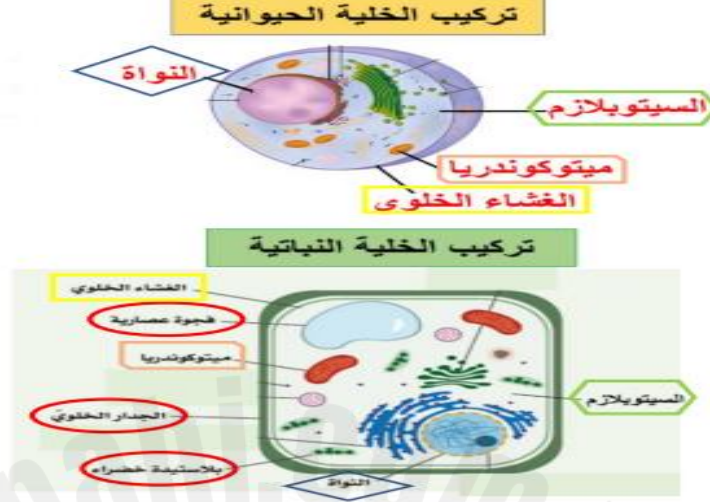 تركيب الخلية الحيوانية
النواة
السيتوبلازم
ميتوكوندريا
الغشاء الخلوى
تركيب الخلية النباتية
الغشاء الخلوي
فجوة عصارية
ميتوكوندريا
السيتوبلازم
الجدار الخلوي
بلاستيدة خضراء
النواة